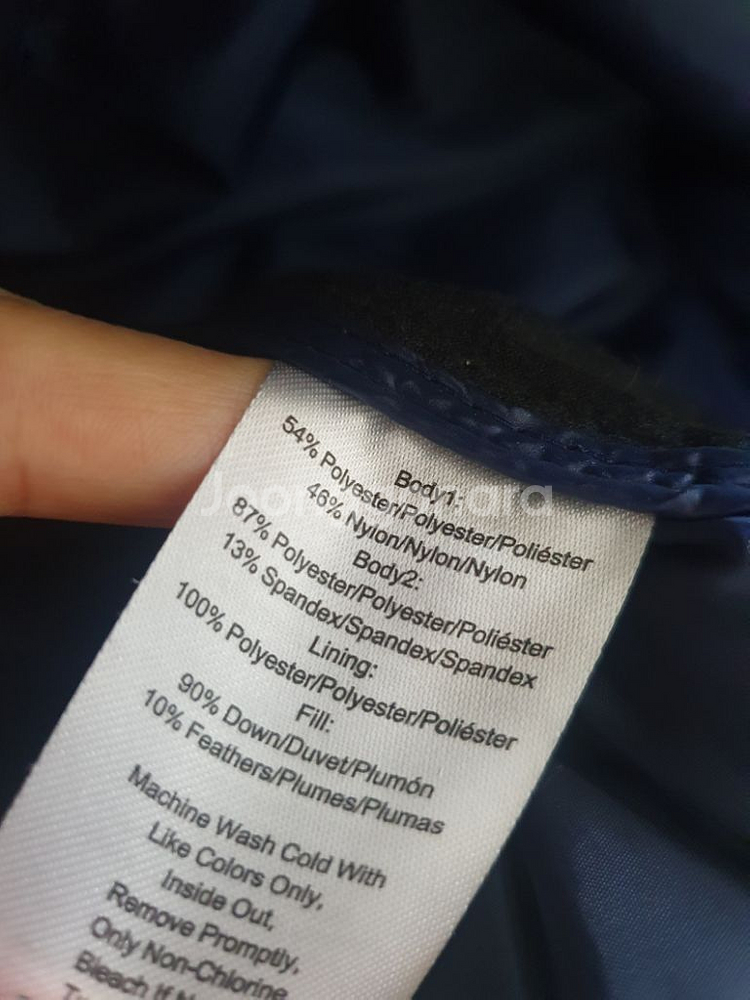 Body1:
54% Polyester/Polyester/Poliéster
46% Nylon/Nylon/Nylon
Body2:
87% Polyester/Polyester/Poliéster
13% Spandex/Spandex/Spandex
Lining:
100% Polyester/Polyester/Poliéster
Fill:
90% Down/Duvet/Plumón
10% Feathers/Plumes/Plumas
Machine Wash Cold With
Like Colors Only,
Inside Out,
Remove Promptly,
Only Non-Chlorine
Bleach If